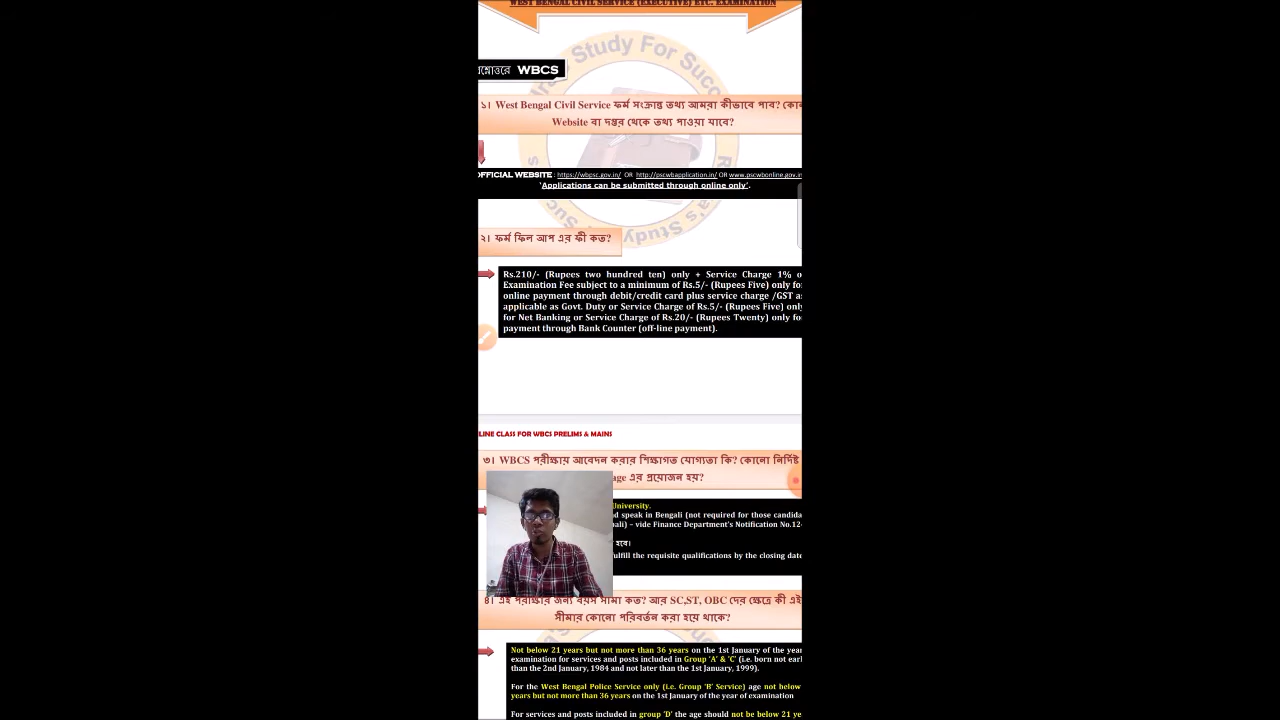 WEST BENGAL CIVIL SERVICE (EXECUTIVE) ETC. EXAMINATION
Study For Succ
WBCS
১। West Bengal Civil Service ফর্ম সংক্রান্ত তথ্য আমরা কীভাবে পাব? কোন
Website বা দপ্তর থেকে তথ্য পাওয়া যাবে?
OFFICIAL WEBSITE : https://wbpsc.gov.in/ OR http://pscwbapplication.in/ OR www.pscwbonline.gov.in
'Applications can be submitted through online only'.
's Study
২। ফর্ম ফিল আপ এর ফী কত?
Rs.210/- (Rupees two hundred ten) only + Service Charge 1% o
Examination Fee subject to a minimum of Rs.5/- (Rupees Five) only fo
online payment through debit/credit card plus service charge /GST as
applicable as Govt. Duty or Service Charge of Rs.5/- (Rupees Five) only
for Net Banking or Service Charge of Rs.20/- (Rupees Twenty) only fo
payment through Bank Counter (off-line payment).
LINE CLASS FOR WBCS PRELIMS & MAINS
৩। WBCS পরীক্ষায় আবেদন করার শিক্ষাগত যোগ্যতা কি? কোনো নির্দিষ্ট
age এর প্রয়োজন হয়?
University.
d speak in Bengali (not required for those candida
ali) – vide Finance Department's Notification No.12-
হবে।
ulfill the requisite qualifications by the closing date
৪। এই পরীক্ষার জন্য বয়স সীমা কত? আর SC,ST, OBC দের ক্ষেত্রে কী এই
সীমার কোনো পরিবর্তন করা হয়ে থাকে?
Not below 21 years but not more than 36 years on the 1st January of the year
examination for services and posts included in Group 'A' & 'C' (i.e. born not earl
than the 2nd January, 1984 and not later than the 1st January, 1999).
For the West Bengal Police Service only (i.e. Group 'B' Service) age not below
years but not more than 36 years on the 1st January of the year of examination
For services and posts included in group 'D' the age should not be below 21 ye